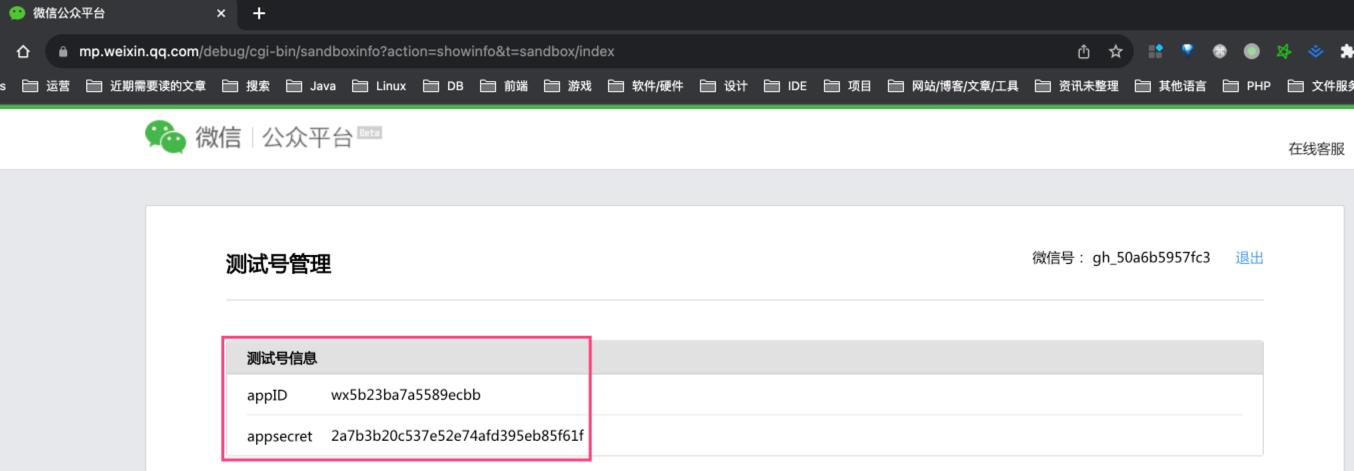 微信公众平台
mp.weixin.qq.com/debug/cgi-bin/sandboxinfo?action=showinfo&t=sandbox/index
s 运营 近期需要读的文章 搜索 Java Linux DB 前端 游戏 软件/硬件 设计 IDE 项目 网站/博客/文章/工具 资讯未整理 其他语言 PHP 文件服务
微信 | 公众平台 Beta
在线客服
测试号管理
微信号： gh_50a6b5957fc3 退出
测试号信息
appID wx5b23ba7a5589ecbb
appsecret 2a7b3b20c537e52e74afd395eb85f61f